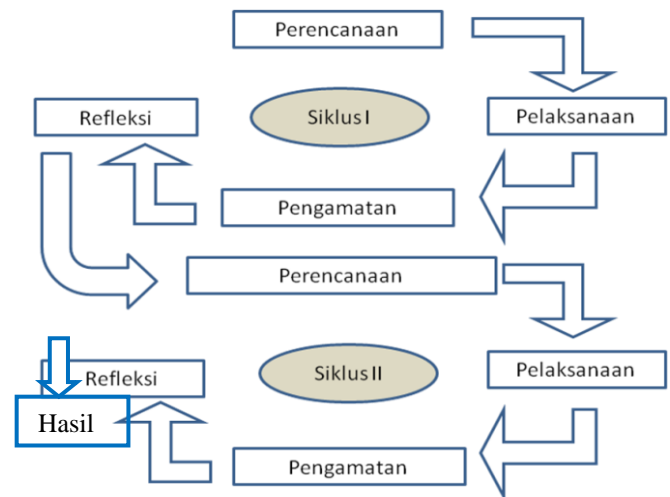 Perencanaan
Refleksi
Siklus I
Pelaksanaan
Pengamatan
Perencanaan
Refleksi
Siklus II
Pelaksanaan
Hasil
Pengamatan